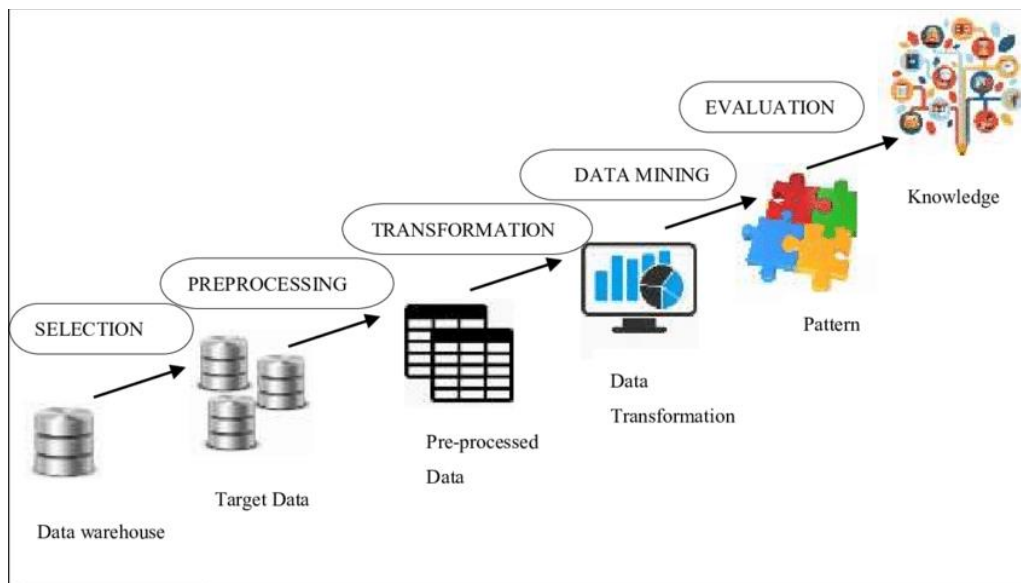 SELECTION
PREPROCESSING
TRANSFORMATION
DATA MINING
EVALUATION
Data warehouse
Target Data
Pre-processed
Data
Data
Transformation
Pattern
Knowledge